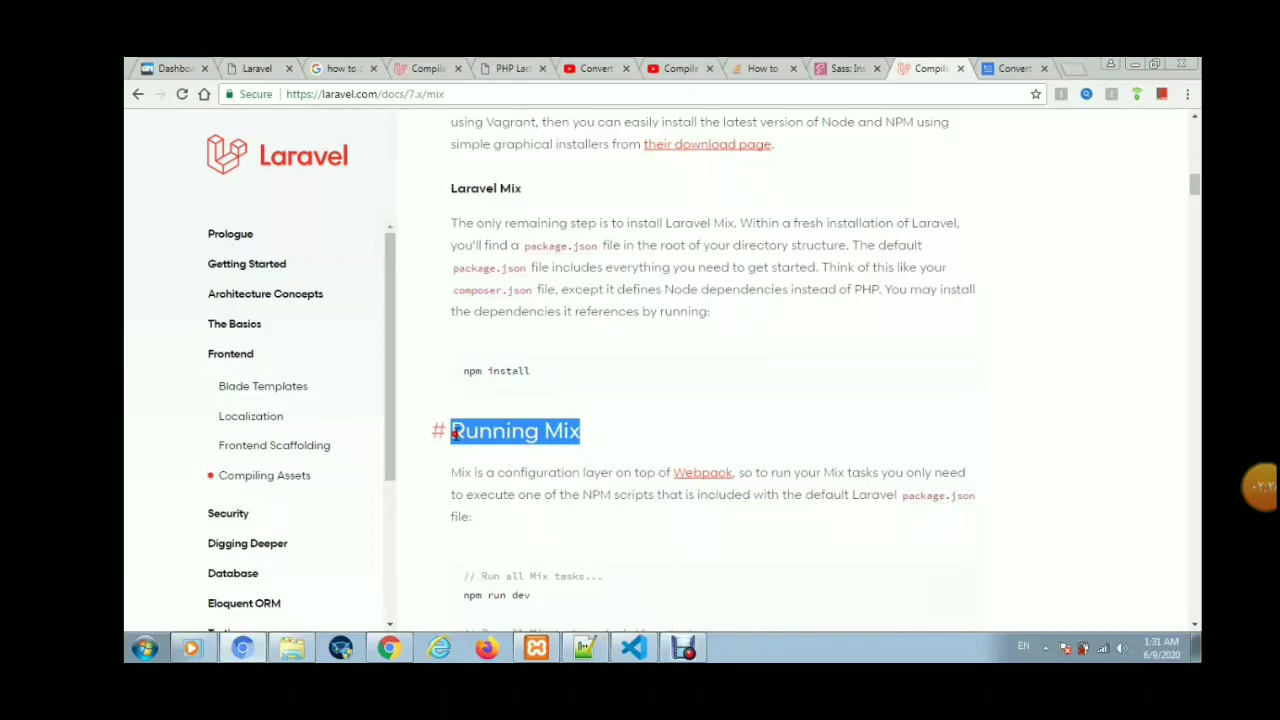 Dashbo
Laravel
how to
Compile
PHP Lar
Convert
Compile
How to
Sass: Ins
Compil
Convert
Secure
https://laravel.com/docs/7.x/mix
Laravel
Prologue
Getting Started
Architecture Concepts
The Basics
Frontend
Blade Templates
Localization
Frontend Scaffolding
Compiling Assets
Security
Digging Deeper
Database
Eloquent ORM
using Vagrant, then you can easily install the latest version of Node and NPM using
simple graphical installers from their download page.
Laravel Mix
The only remaining step is to install Laravel Mix. Within a fresh installation of Laravel,
you'll find a package.json file in the root of your directory structure. The default
package.json file includes everything you need to get started. Think of this like your
composer.json file, except it defines Node dependencies instead of PHP. You may install
the dependencies it references by running:
npm install
# Running Mix
Mix is a configuration layer on top of Webpack, so to run your Mix tasks you only need
to execute one of the NPM scripts that is included with the default Laravel package.json
file:
// Run all Mix tasks...
npm run dev
EN
1:31 AM
6/9/2020